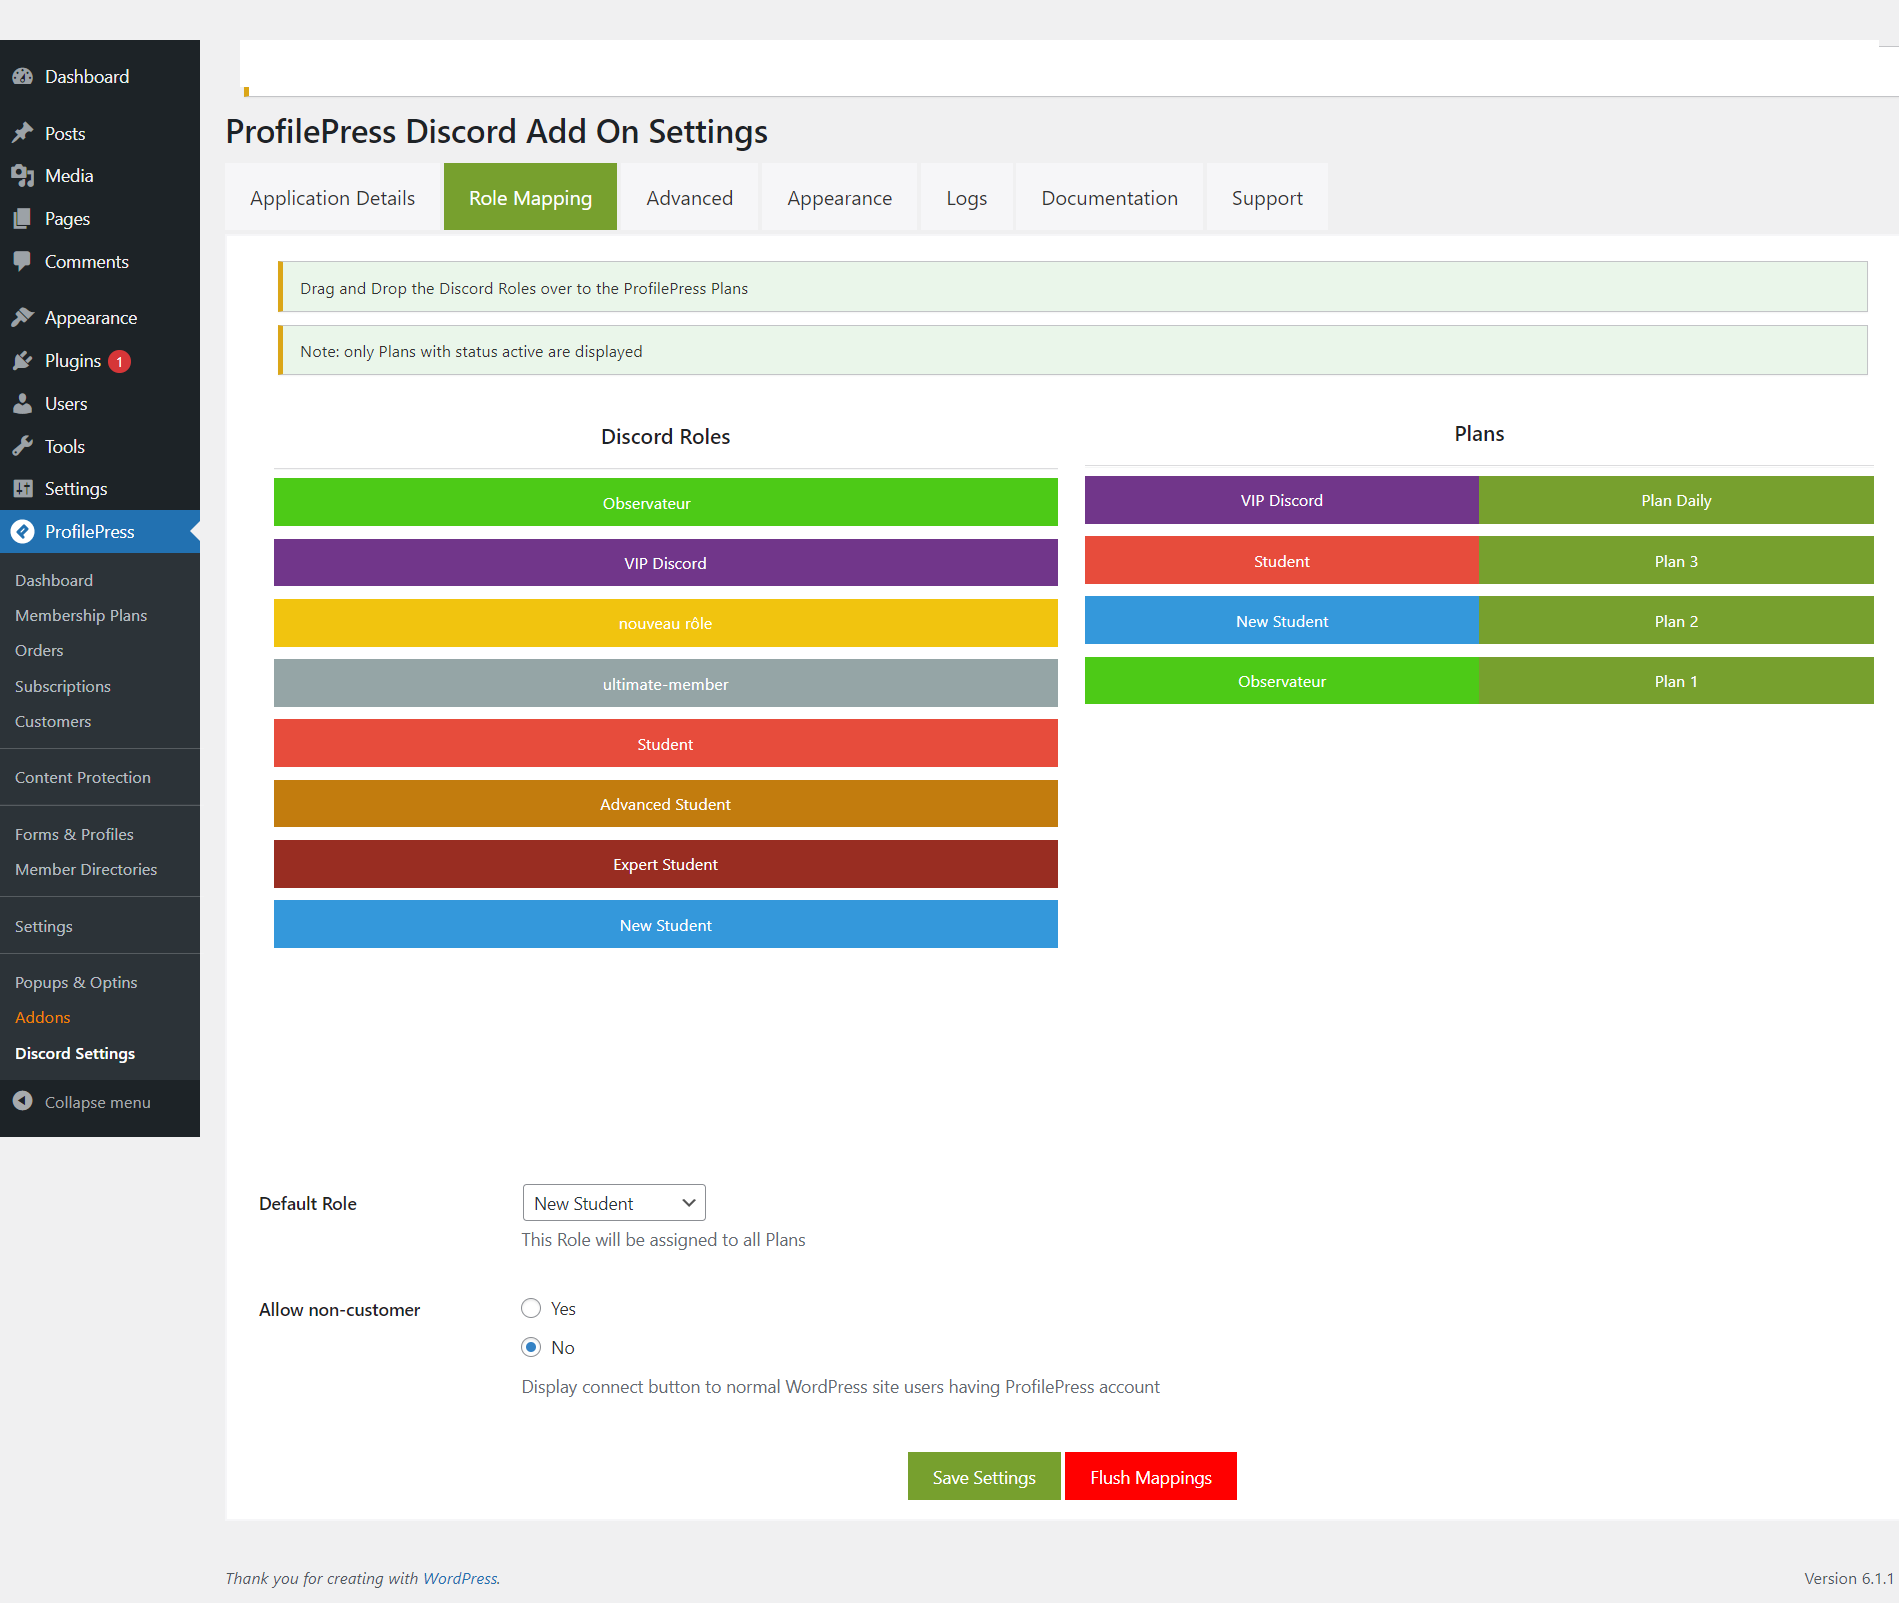 Dashboard
Posts
Media
Pages
Comments
Appearance
Plugins 1
Users
Tools
Settings
ProfilePress
Dashboard
Membership Plans
Orders
Subscriptions
Customers
Content Protection
Forms & Profiles
Member Directories
Settings
Popups & Optins
Addons
Discord Settings
Collapse menu
ProfilePress Discord Add On Settings
Application Details
Role Mapping
Advanced
Appearance
Logs
Documentation
Support
Drag and Drop the Discord Roles over to the ProfilePress Plans
Note: only Plans with status active are displayed
Discord Roles
Observateur
VIP Discord
nouveau rôle
ultimate-member
Student
Advanced Student
Expert Student
New Student
Plans
VIP Discord Plan Daily
Student Plan 3
New Student Plan 2
Observateur Plan 1
Default Role New Student
This Role will be assigned to all Plans
Allow non-customer Yes
No
Display connect button to normal WordPress site users having ProfilePress account
Save Settings Flush Mappings
Thank you for creating with WordPress. Version 6.1.1